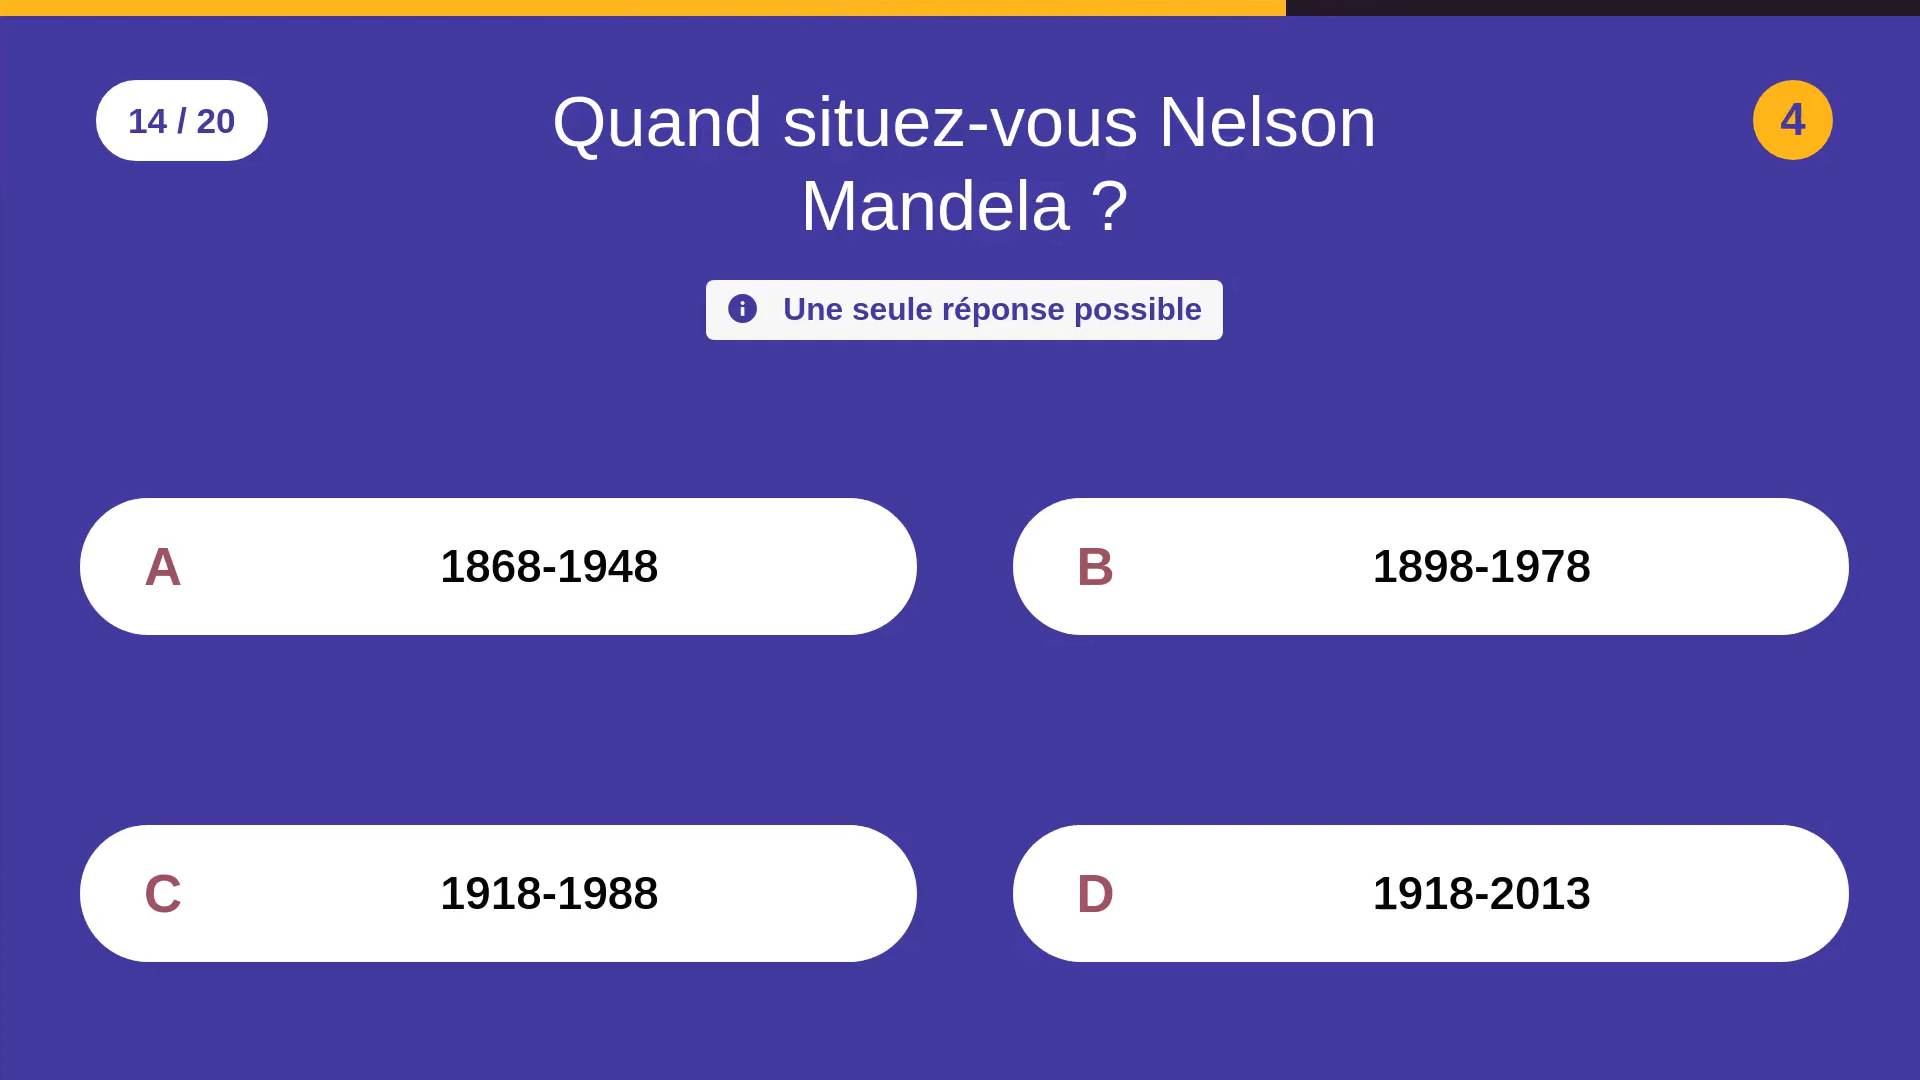 14 / 20
Quand situez-vous Nelson
Mandela ?
4
Une seule réponse possible
A 1868-1948
B 1898-1978
C 1918-1988
D 1918-2013